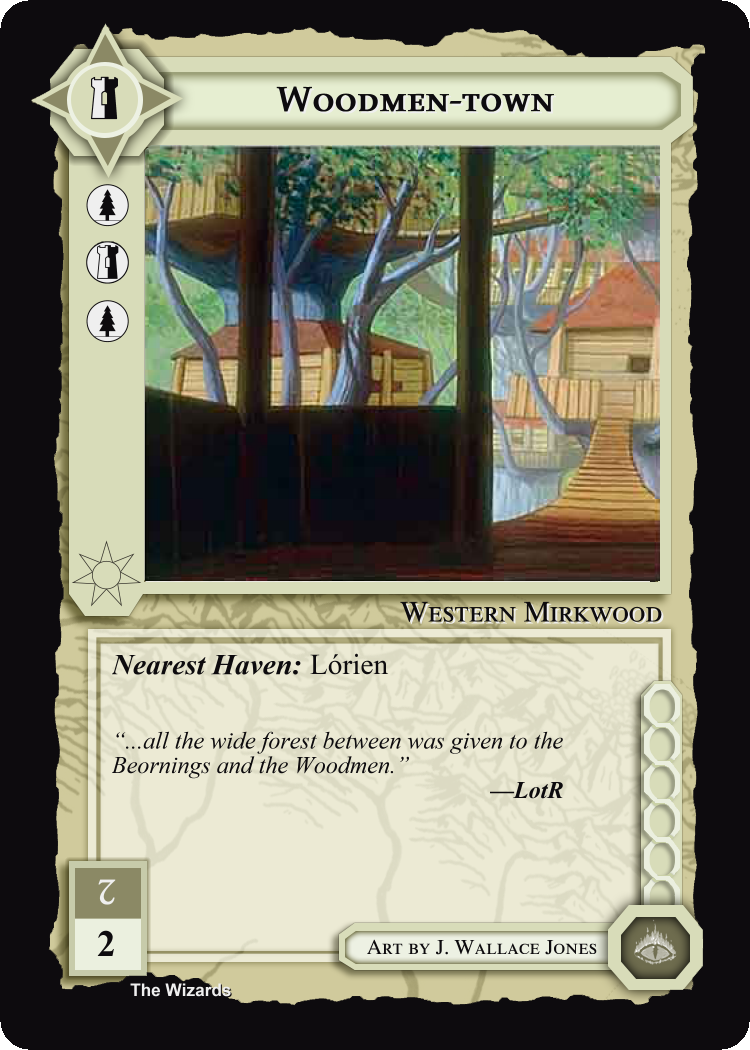 Woodmen-town
Western Mirkwood
Nearest Haven: Lórien
“...all the wide forest between was given to the
Beornings and the Woodmen.”
—LotR
2
2
Art by J. Wallace Jones
The Wizards